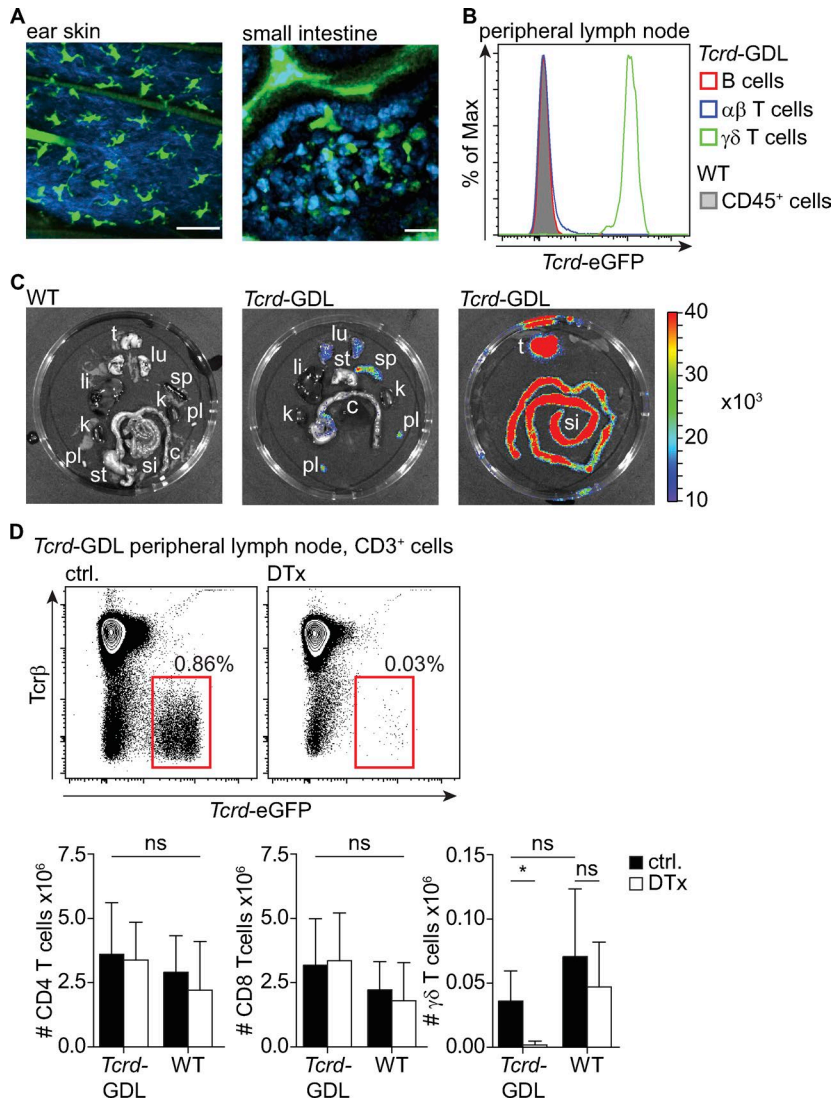 A
ear skin
small intestine
B
peripheral lymph node
% of Max
Tcrd-eGFP
Tcrd-GDL
B cells
αβ T cells
γδ T cells
WT
CD45⁺ cells
C
WT
t
lu
li
sp
k
k
pl
pl
st
si
c
Tcrd-GDL
lu
st
sp
li
k
k
c
pl
pl
Tcrd-GDL
t
si
40
30
20
10
x10³
D
Tcrd-GDL peripheral lymph node, CD3⁺ cells
ctrl.
DTx
Tcrβ
0.86%
0.03%
Tcrd-eGFP
# CD4 T cells x10⁶
7.5
5.0
2.5
0.0
ns
Tcrd-
GDL
WT
# CD8 Tcells x10⁶
7.5
5.0
2.5
0.0
ns
Tcrd-
GDL
WT
# γδ T cells x10⁶
0.15
0.10
0.05
0.00
ns
*
ns
Tcrd-
GDL
WT
ctrl.
DTx